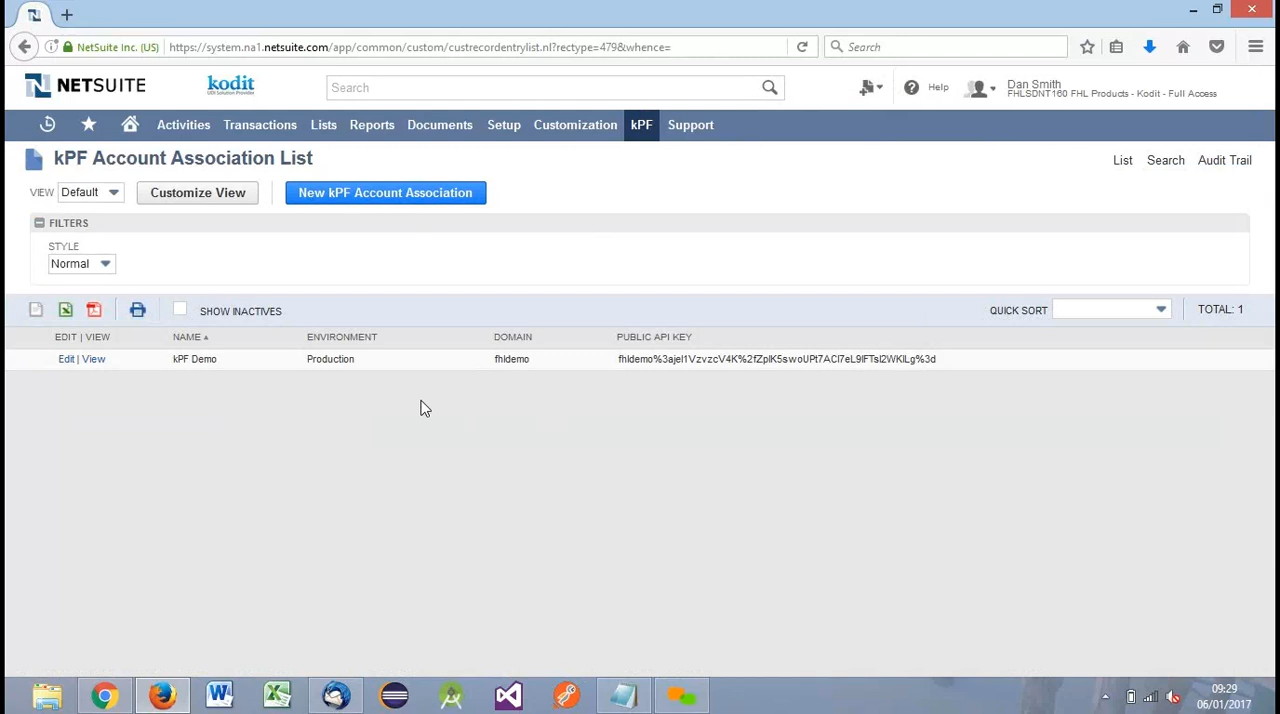 NetSuite Inc. (US)
https://system.na1.netsuite.com/app/common/custom/custrecordentrylist.nl?rectype=479&whence=
Search
NETSUITE
kodit
Search
Help
Dan Smith
FHLSDNT160 FHL Products - Kodit - Full Access
Activities Transactions Lists Reports Documents Setup Customization kPF Support
kPF Account Association List
List Search Audit Trail
VIEW Default Customize View New kPF Account Association
FILTERS
STYLE
Normal
SHOW INACTIVES QUICK SORT TOTAL: 1
EDIT | VIEW NAME ENVIRONMENT DOMAIN PUBLIC API KEY
Edit | View kPF Demo Production fhldemo
09:29
06/01/2017